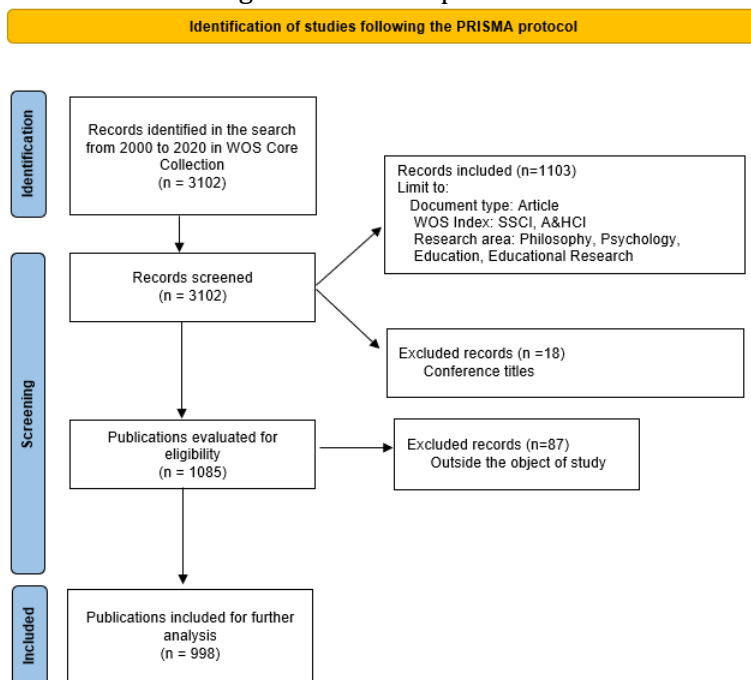 Identification of studies following the PRISMA protocol
Identification
Records identified in the search
from 2000 to 2020 in WOS Core
Collection
(n = 3102)
Records included (n=1103)
Limit to:
Document type: Article
WOS Index: SSCI, A&HCI
Research area: Philosophy, Psychology,
Education, Educational Research
Screening
Records screened
(n = 3102)
Excluded records (n =18)
Conference titles
Publications evaluated for
eligibility
(n = 1085)
Excluded records (n=87)
Outside the object of study
Included
Publications included for further
analysis
(n = 998)